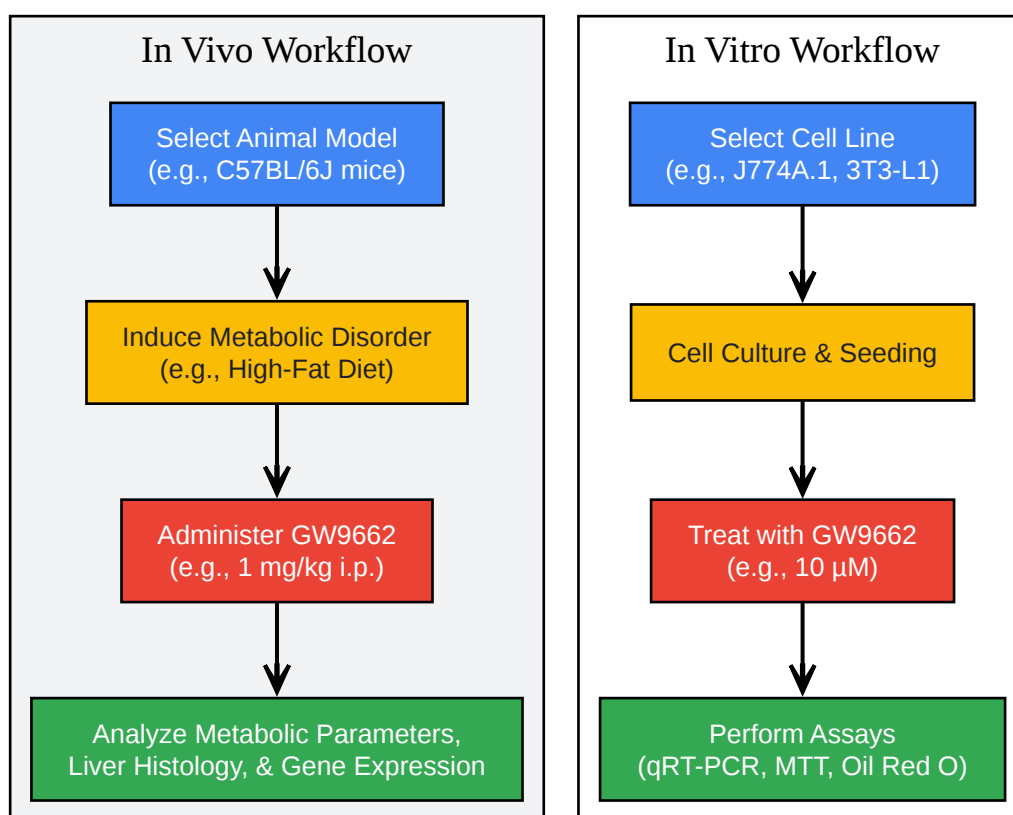 In Vivo Workflow
Select Animal Model
(e.g., C57BL/6J mice)
Induce Metabolic Disorder
(e.g., High-Fat Diet)
Administer GW9662
(e.g., 1 mg/kg i.p.)
Analyze Metabolic Parameters,
Liver Histology, & Gene Expression
In Vitro Workflow
Select Cell Line
(e.g., J774A.1, 3T3-L1)
Cell Culture & Seeding
Treat with GW9662
(e.g., 10 µM)
Perform Assays
(qRT-PCR, MTT, Oil Red O)